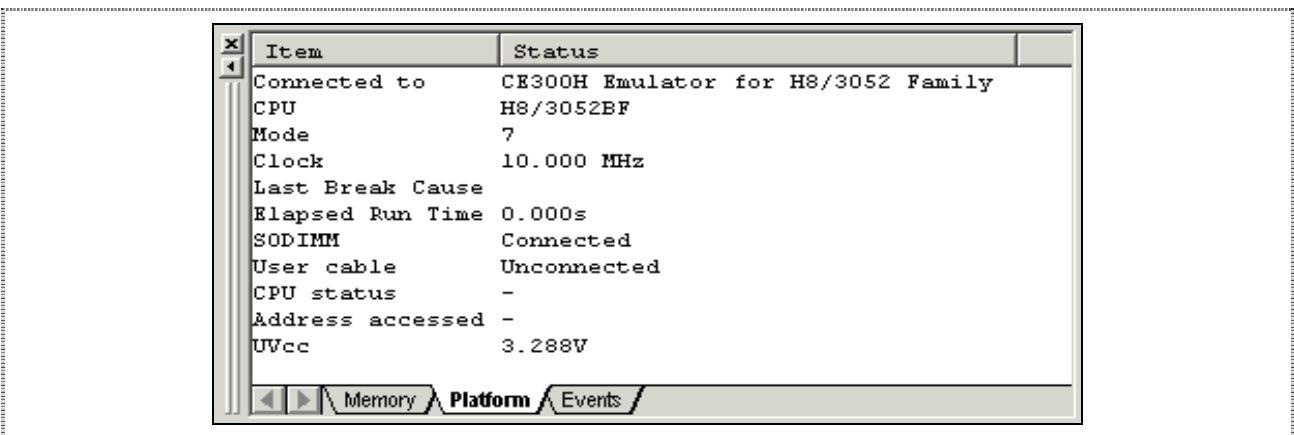 Item Status
Connected to CE300H Emulator for H8/3052 Family
CPU H8/3052BF
Mode 7
Clock 10.000 MHz
Last Break Cause
Elapsed Run Time 0.000s
SODIMM Connected
User cable Unconnected
CPU status -
Address accessed -
UVcc 3.288V
Memory Platform Events